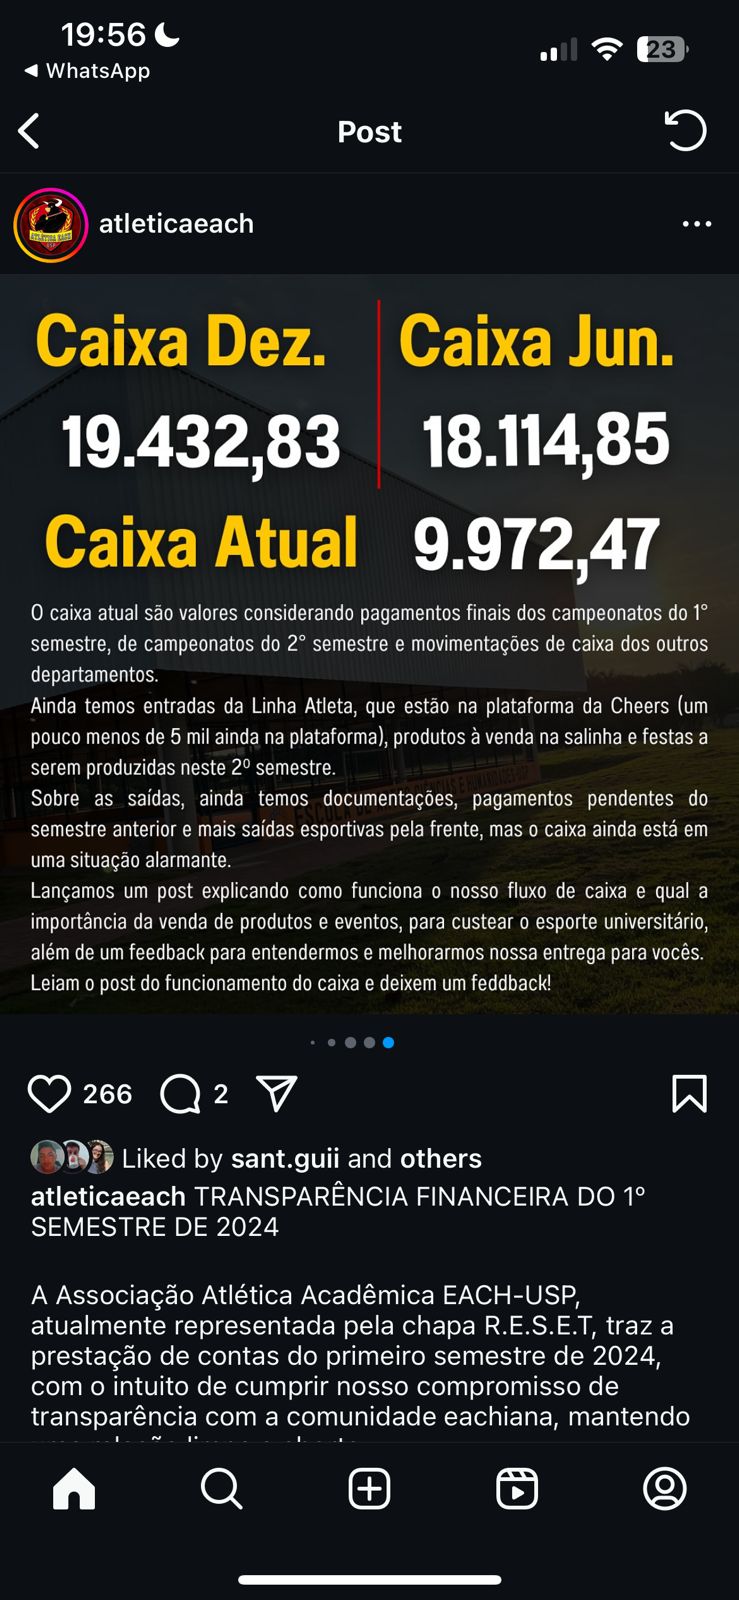 19:56
23
WhatsApp
Post
atleticaeach
Caixa Dez.
19.432,83
Caixa Jun.
18.114,85
Caixa Atual 9.972,47
O caixa atual são valores considerando pagamentos finais dos campeonatos do 1°
semestre, de campeonatos do 2° semestre e movimentações de caixa dos outros
departamentos.
Ainda temos entradas da Linha Atleta, que estão na plataforma da Cheers (um
pouco menos de 5 mil ainda na plataforma), produtos à venda na salinha e festas a
serem produzidas neste 2º semestre.
Sobre as saídas, ainda temos documentações, pagamentos pendentes do
semestre anterior e mais saídas esportivas pela frente, mas o caixa ainda está em
uma situação alarmante.
Lançamos um post explicando como funciona o nosso fluxo de caixa e qual a
importância da venda de produtos e eventos, para custear o esporte universitário,
além de um feedback para entendermos e melhorarmos nossa entrega para vocês.
Leiam o post do funcionamento do caixa e deixem um feddback!
266
2
Liked by sant.guii and others
atleticaeach TRANSPARÊNCIA FINANCEIRA DO 1º
SEMESTRE DE 2024
A Associação Atlética Acadêmica EACH-USP,
atualmente representada pela chapa R.E.S.E.T, traz a
prestação de contas do primeiro semestre de 2024,
com o intuito de cumprir nosso compromisso de
transparência com a comunidade eachiana, mantendo